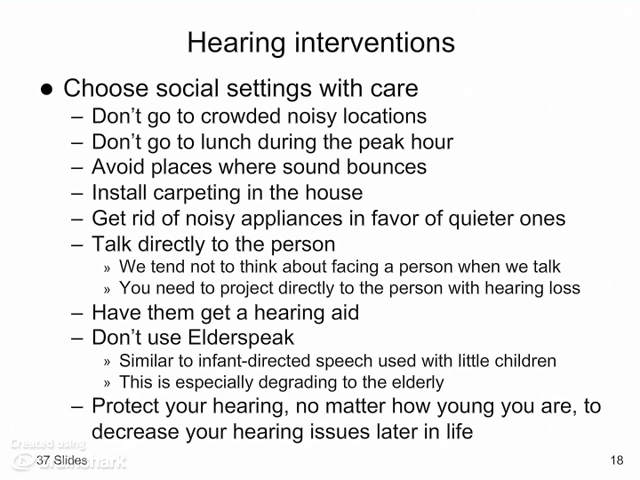 Hearing interventions
● Choose social settings with care
– Don't go to crowded noisy locations
– Don't go to lunch during the peak hour
– Avoid places where sound bounces
– Install carpeting in the house
– Get rid of noisy appliances in favor of quieter ones
– Talk directly to the person
» We tend not to think about facing a person when we talk
» You need to project directly to the person with hearing loss
– Have them get a hearing aid
– Don't use Elderspeak
» Similar to infant-directed speech used with little children
» This is especially degrading to the elderly
– Protect your hearing, no matter how young you are, to
decrease your hearing issues later in life
Created using
brainshark
37 Slides
18